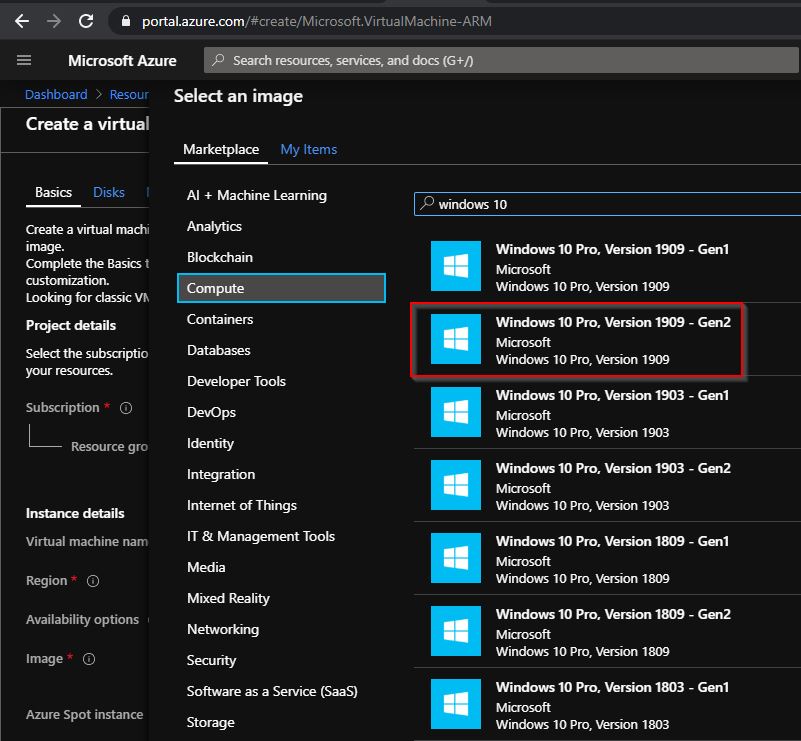 portal.azure.com/#create/Microsoft.VirtualMachine-ARM
Microsoft Azure
Search resources, services, and docs (G+/)
Dashboard > Resour
Create a virtual
Basics
Disks
Create a virtual machi
image.
Complete the Basics t
customization.
Looking for classic VM
Project details
Select the subscriptio
your resources.
Subscription *
Resource gro
Instance details
Virtual machine nam
Region *
Availability options
Image *
Azure Spot instance
Select an image
Marketplace
My Items
AI + Machine Learning
Analytics
Blockchain
Compute
Containers
Databases
Developer Tools
DevOps
Identity
Integration
Internet of Things
IT & Management Tools
Media
Mixed Reality
Networking
Security
Software as a Service (SaaS)
Storage
windows 10
Windows 10 Pro, Version 1909 - Gen1
Microsoft
Windows 10 Pro, Version 1909
Windows 10 Pro, Version 1909 - Gen2
Microsoft
Windows 10 Pro, Version 1909
Windows 10 Pro, Version 1903 - Gen1
Microsoft
Windows 10 Pro, Version 1903
Windows 10 Pro, Version 1903 - Gen2
Microsoft
Windows 10 Pro, Version 1903
Windows 10 Pro, Version 1809 - Gen1
Microsoft
Windows 10 Pro, Version 1809
Windows 10 Pro, Version 1809 - Gen2
Microsoft
Windows 10 Pro, Version 1809
Windows 10 Pro, Version 1803 - Gen1
Microsoft
Windows 10 Pro, Version 1803